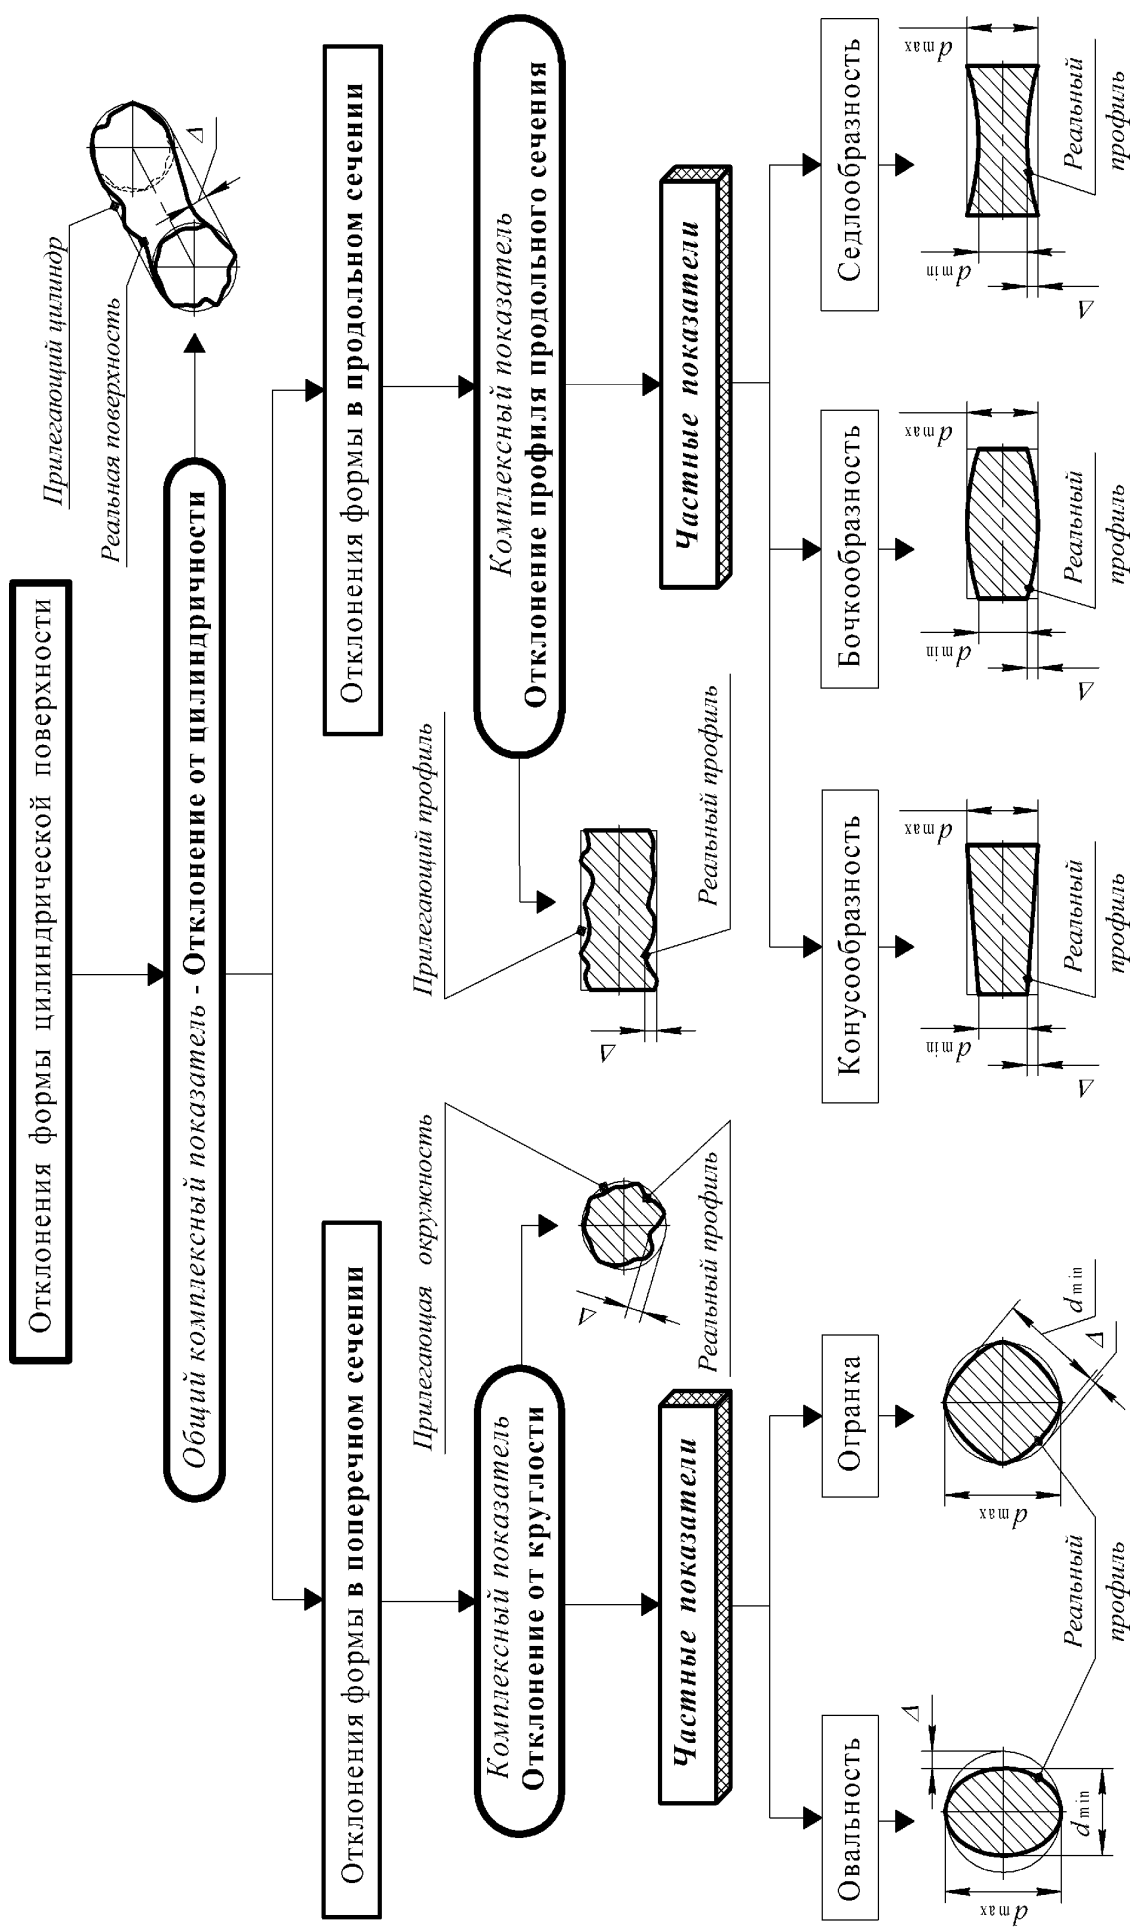 Отклонения формы цилиндрической поверхности
Общий комплексный показатель - Отклонение от цилиндричности
Прилегающий цилиндр
Реальная поверхность
Δ
Отклонения формы в поперечном сечении
Отклонения формы в продольном сечении
Комплексный показатель
Отклонение от круглости
Прилегающая окружность
Δ
Реальный профиль
Прилегающий профиль
Δ
Реальный профиль
Комплексный показатель
Отклонение профиля продольного сечения
Частные показатели
Частные показатели
Овальность
Огранка
Конусообразность
Бочкообразность
Седлообразность
d max
d min
Δ
d max
d min
Δ
Реальный
профиль
Δ
d min
d max
Реальный
профиль
Δ
d min
d max
Реальный
профиль
Δ
d min
d max
Реальный
профиль